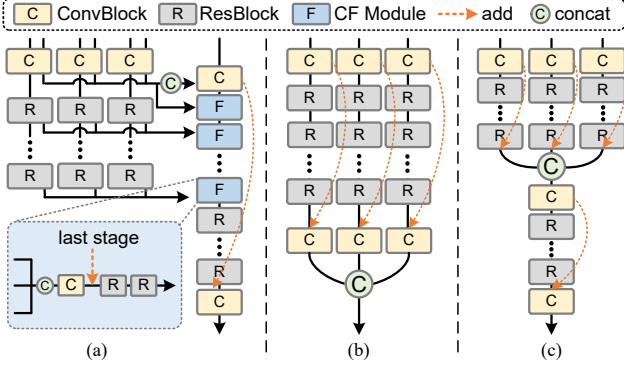 C ConvBlock R ResBlock F CF Module add C concat
C C C C C C C C C C
C
R R R F R R R R R R
R R R F R R R
R R R F R R R C
R C
last stage R
C C R R R C C C R
C C C
(a) (b) (c)